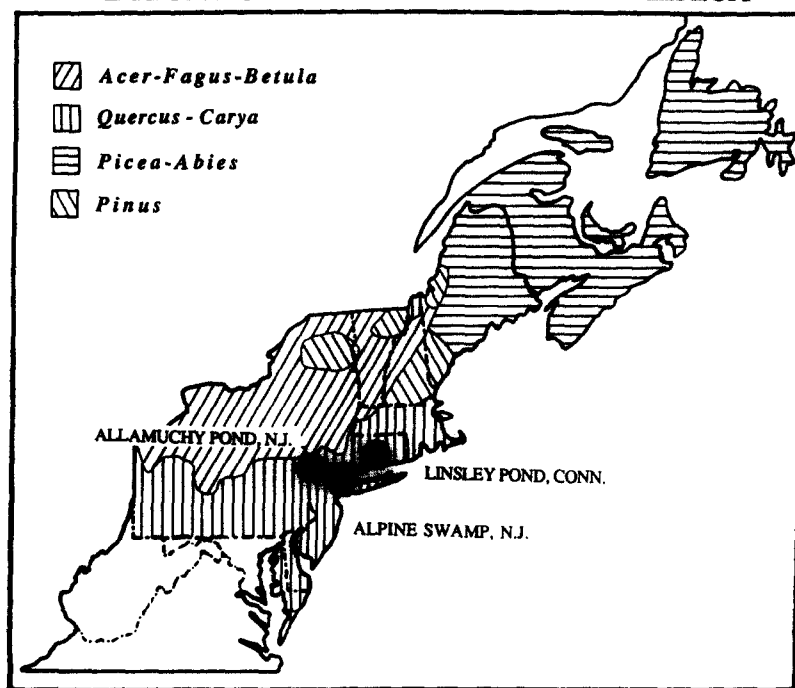 Acer-Fagus-Betula
Quercus-Carya
Picea-Abies
Pinus
ALLAMUCHY POND, N.J.
LINSLEY POND, CONN.
ALPINE SWAMP, N.J.